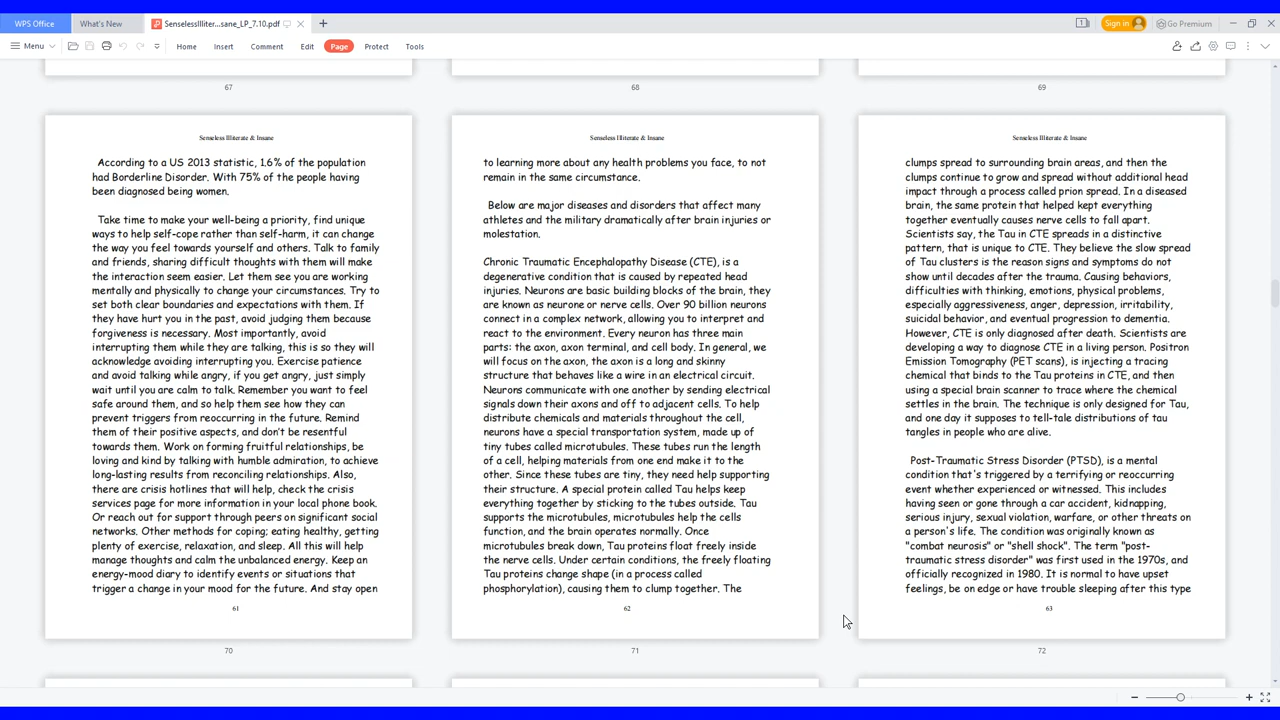 WPS Office
What's New
SenselessIlliter...sane_LP_7.10.pdf
1
Sign in
Go Premium
Menu
Home
Insert
Comment
Edit
Page
Protect
Tools
67
68
69
Senseless Illiterate & Insane
According to a US 2013 statistic, 1.6% of the population
had Borderline Disorder. With 75% of the people having
been diagnosed being women.
Take time to make your well-being a priority, find unique
ways to help self-cope rather than self-harm, it can change
the way you feel towards yourself and others. Talk to family
and friends, sharing difficult thoughts with them will make
the interaction seem easier. Let them see you are working
mentally and physically to change your circumstances. Try to
set both clear boundaries and expectations with them. If
they have hurt you in the past, avoid judging them because
forgiveness is necessary. Most importantly, avoid
interrupting them while they are talking, this is so they will
acknowledge avoiding interrupting you. Exercise patience
and avoid talking while angry, if you get angry, just simply
wait until you are calm to talk. Remember you want to feel
safe around them, and so help them see how they can
prevent triggers from reoccurring in the future. Remind
them of their positive aspects, and don't be resentful
towards them. Work on forming fruitful relationships, be
loving and kind by talking with humble admiration, to achieve
long-lasting results from reconciling relationships. Also,
there are crisis hotlines that will help, check the crisis
services page for more information in your local phone book.
Or reach out for support through peers on significant social
networks. Other methods for coping; eating healthy, getting
plenty of exercise, relaxation, and sleep. All this will help
manage thoughts and calm the unbalanced energy. Keep an
energy-mood diary to identify events or situations that
trigger a change in your mood for the future. And stay open
61
70
Senseless Illiterate & Insane
to learning more about any health problems you face, to not
remain in the same circumstance.
Below are major diseases and disorders that affect many
athletes and the military dramatically after brain injuries or
molestation.
Chronic Traumatic Encephalopathy Disease (CTE), is a
degenerative condition that is caused by repeated head
injuries. Neurons are basic building blocks of the brain, they
are known as neurone or nerve cells. Over 90 billion neurons
connect in a complex network, allowing you to interpret and
react to the environment. Every neuron has three main
parts: the axon, axon terminal, and cell body. In general, we
will focus on the axon, the axon is a long and skinny
structure that behaves like a wire in an electrical circuit.
Neurons communicate with one another by sending electrical
signals down their axons and off to adjacent cells. To help
distribute chemicals and materials throughout the cell,
neurons have a special transportation system, made up of
tiny tubes called microtubules. These tubes run the length
of a cell, helping materials from one end make it to the
other. Since these tubes are tiny, they need help supporting
their structure. A special protein called Tau helps keep
everything together by sticking to the tubes outside. Tau
supports the microtubules, microtubules help the cells
function, and the brain operates normally. Once
microtubules break down, Tau proteins float freely inside
the nerve cells. Under certain conditions, the freely floating
Tau proteins change shape (in a process called
phosphorylation), causing them to clump together. The
62
71
Senseless Illiterate & Insane
clumps spread to surrounding brain areas, and then the
clumps continue to grow and spread without additional head
impact through a process called prion spread. In a diseased
brain, the same protein that helped kept everything
together eventually causes nerve cells to fall apart.
Scientists say, the Tau in CTE spreads in a distinctive
pattern, that is unique to CTE. They believe the slow spread
of Tau clusters is the reason signs and symptoms do not
show until decades after the trauma. Causing behaviors,
difficulties with thinking, emotions, physical problems,
especially aggressiveness, anger, depression, irritability,
suicidal behavior, and eventual progression to dementia.
However, CTE is only diagnosed after death. Scientists are
developing a way to diagnose CTE in a living person. Positron
Emission Tomography (PET scans), is injecting a tracing
chemical that binds to the Tau proteins in CTE, and then
using a special brain scanner to trace where the chemical
settles in the brain. The technique is only designed for Tau,
and one day it supposes to tell-tale distributions of tau
tangles in people who are alive.
Post-Traumatic Stress Disorder (PTSD), is a mental
condition that's triggered by a terrifying or reoccurring
event whether experienced or witnessed. This includes
having seen or gone through a car accident, kidnapping,
serious injury, sexual violation, warfare, or other threats on
a person's life. The condition was originally known as
"combat neurosis" or "shell shock". The term "post-
traumatic stress disorder" was first used in the 1970s, and
officially recognized in 1980. It is normal to have upset
feelings, be on edge or have trouble sleeping after this type
63
72